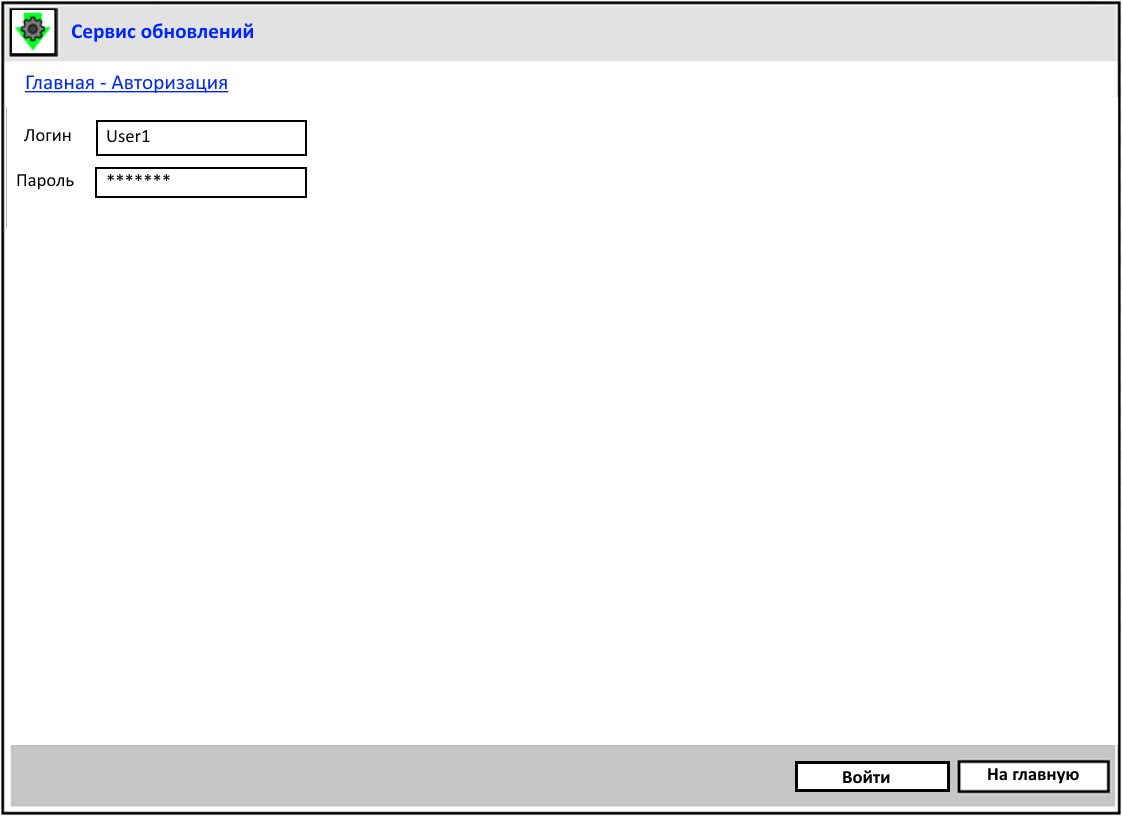 Сервис обновлений
Главная - Авторизация
Логин User1
Пароль *******
Войти На главную